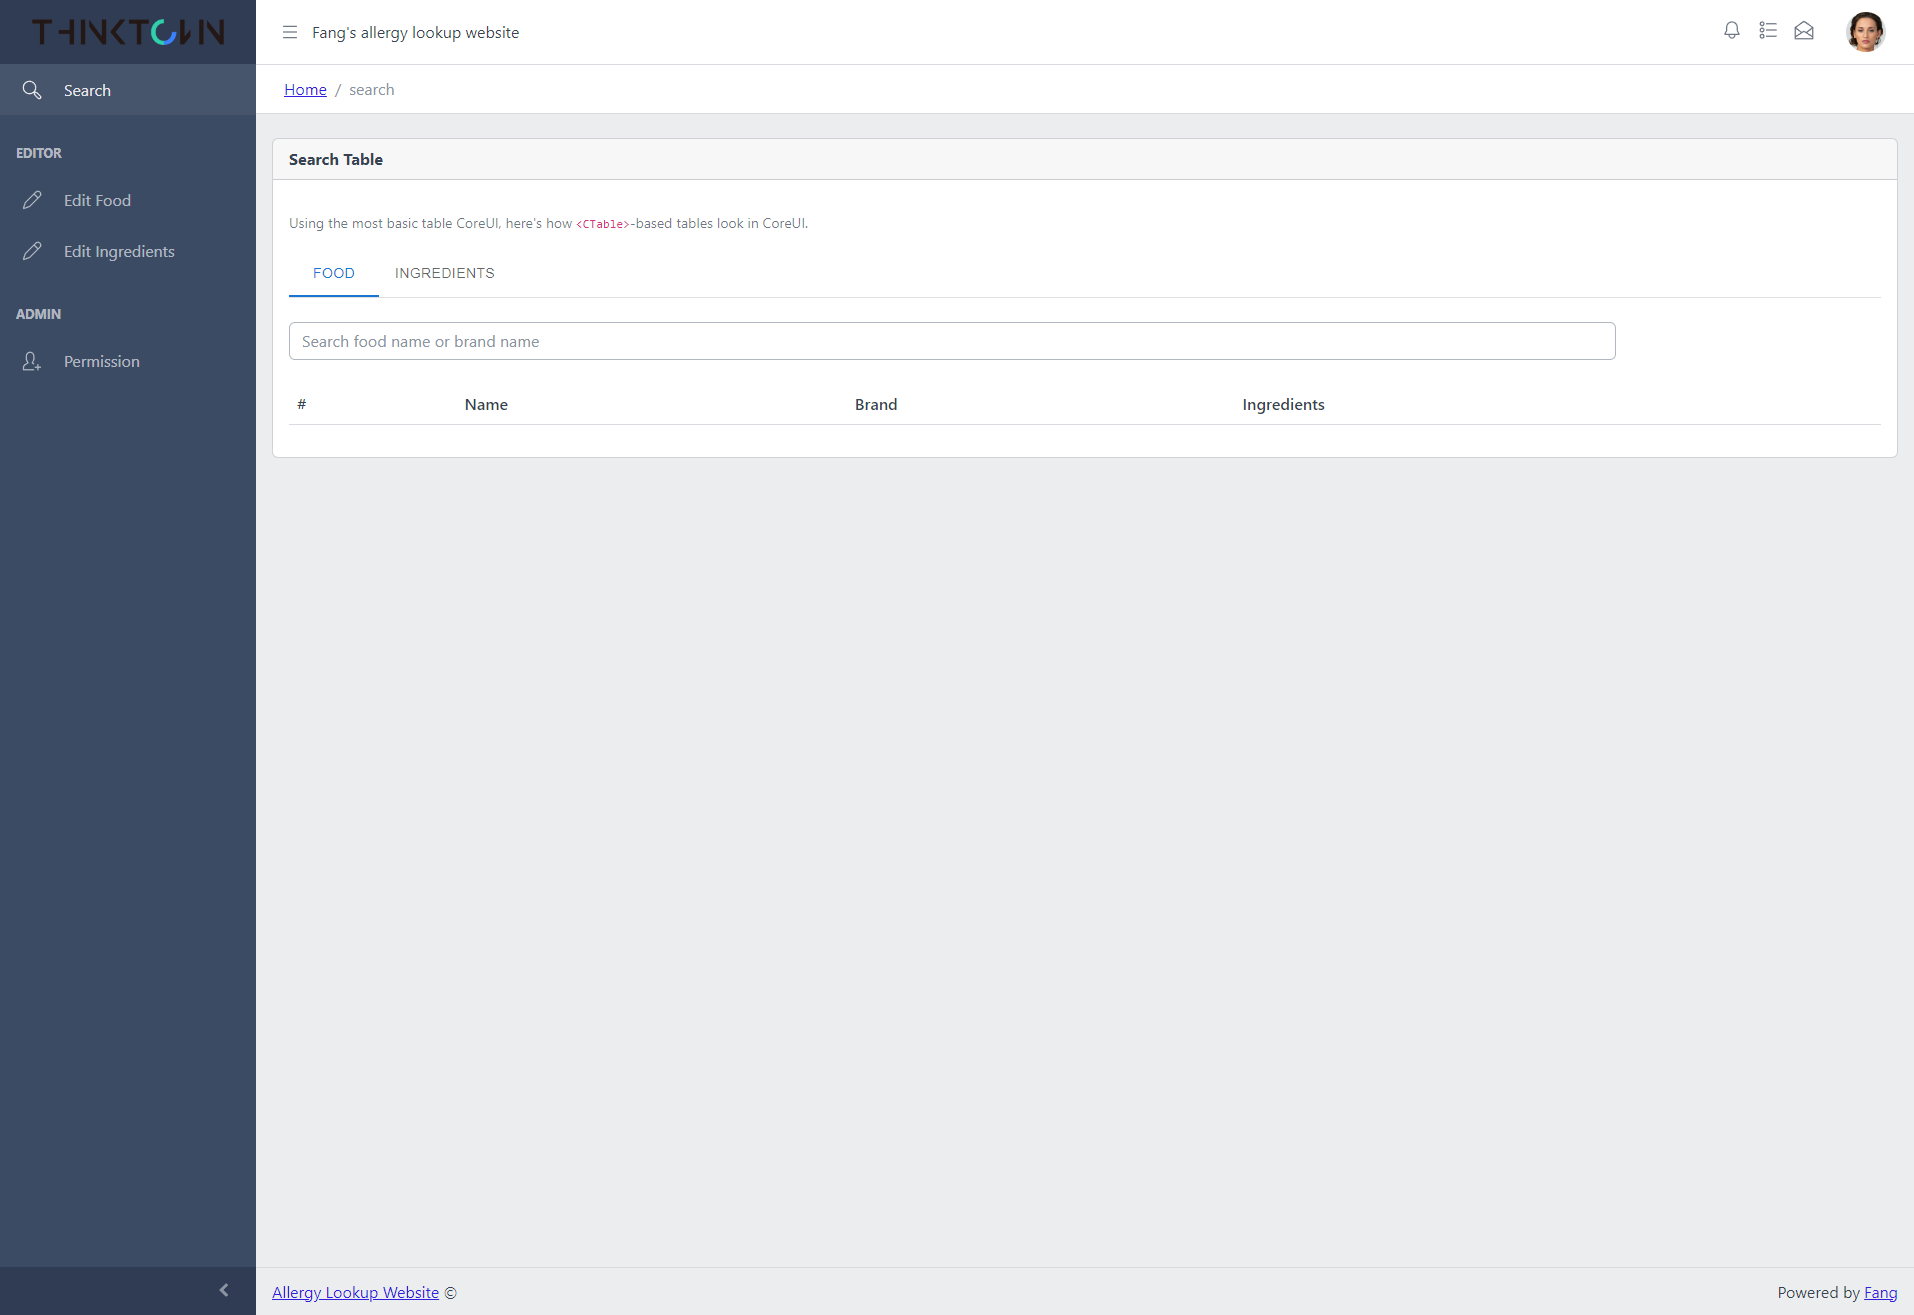 THINKTOWN
Fang's allergy lookup website
Search
Home / search
EDITOR
Edit Food
Edit Ingredients
ADMIN
Permission
Search Table
Using the most basic table CoreUI, here's how <CTable>-based tables look in CoreUI.
FOOD INGREDIENTS
Search food name or brand name
# Name Brand Ingredients
Allergy Lookup Website ©
Powered by Fang